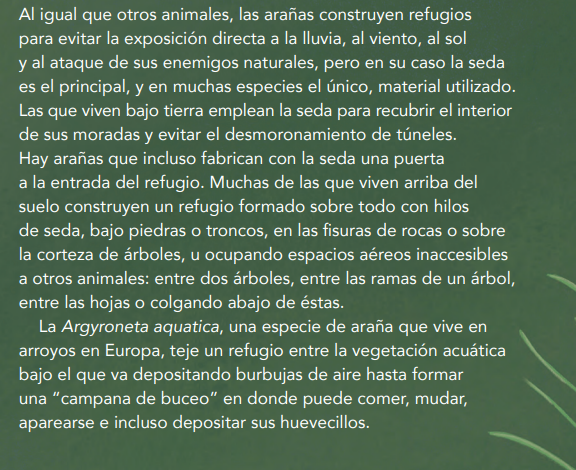 Al igual que otros animales, las arañas construyen refugios
para evitar la exposición directa a la lluvia, al viento, al sol
y al ataque de sus enemigos naturales, pero en su caso la seda
es el principal, y en muchas especies el único, material utilizado.
Las que viven bajo tierra emplean la seda para recubrir el interior
de sus moradas y evitar el desmoronamiento de túneles.
Hay arañas que incluso fabrican con la seda una puerta
a la entrada del refugio. Muchas de las que viven arriba del
suelo construyen un refugio formado sobre todo con hilos
de seda, bajo piedras o troncos, en las fisuras de rocas o sobre
la corteza de árboles, u ocupando espacios aéreos inaccesibles
a otros animales: entre dos árboles, entre las ramas de un árbol,
entre las hojas o colgando abajo de éstas.
La Argyroneta aquatica, una especie de araña que vive en
arroyos en Europa, teje un refugio entre la vegetación acuática
bajo el que va depositando burbujas de aire hasta formar
una “campana de buceo” en donde puede comer, mudar,
aparearse e incluso depositar sus huevecillos.